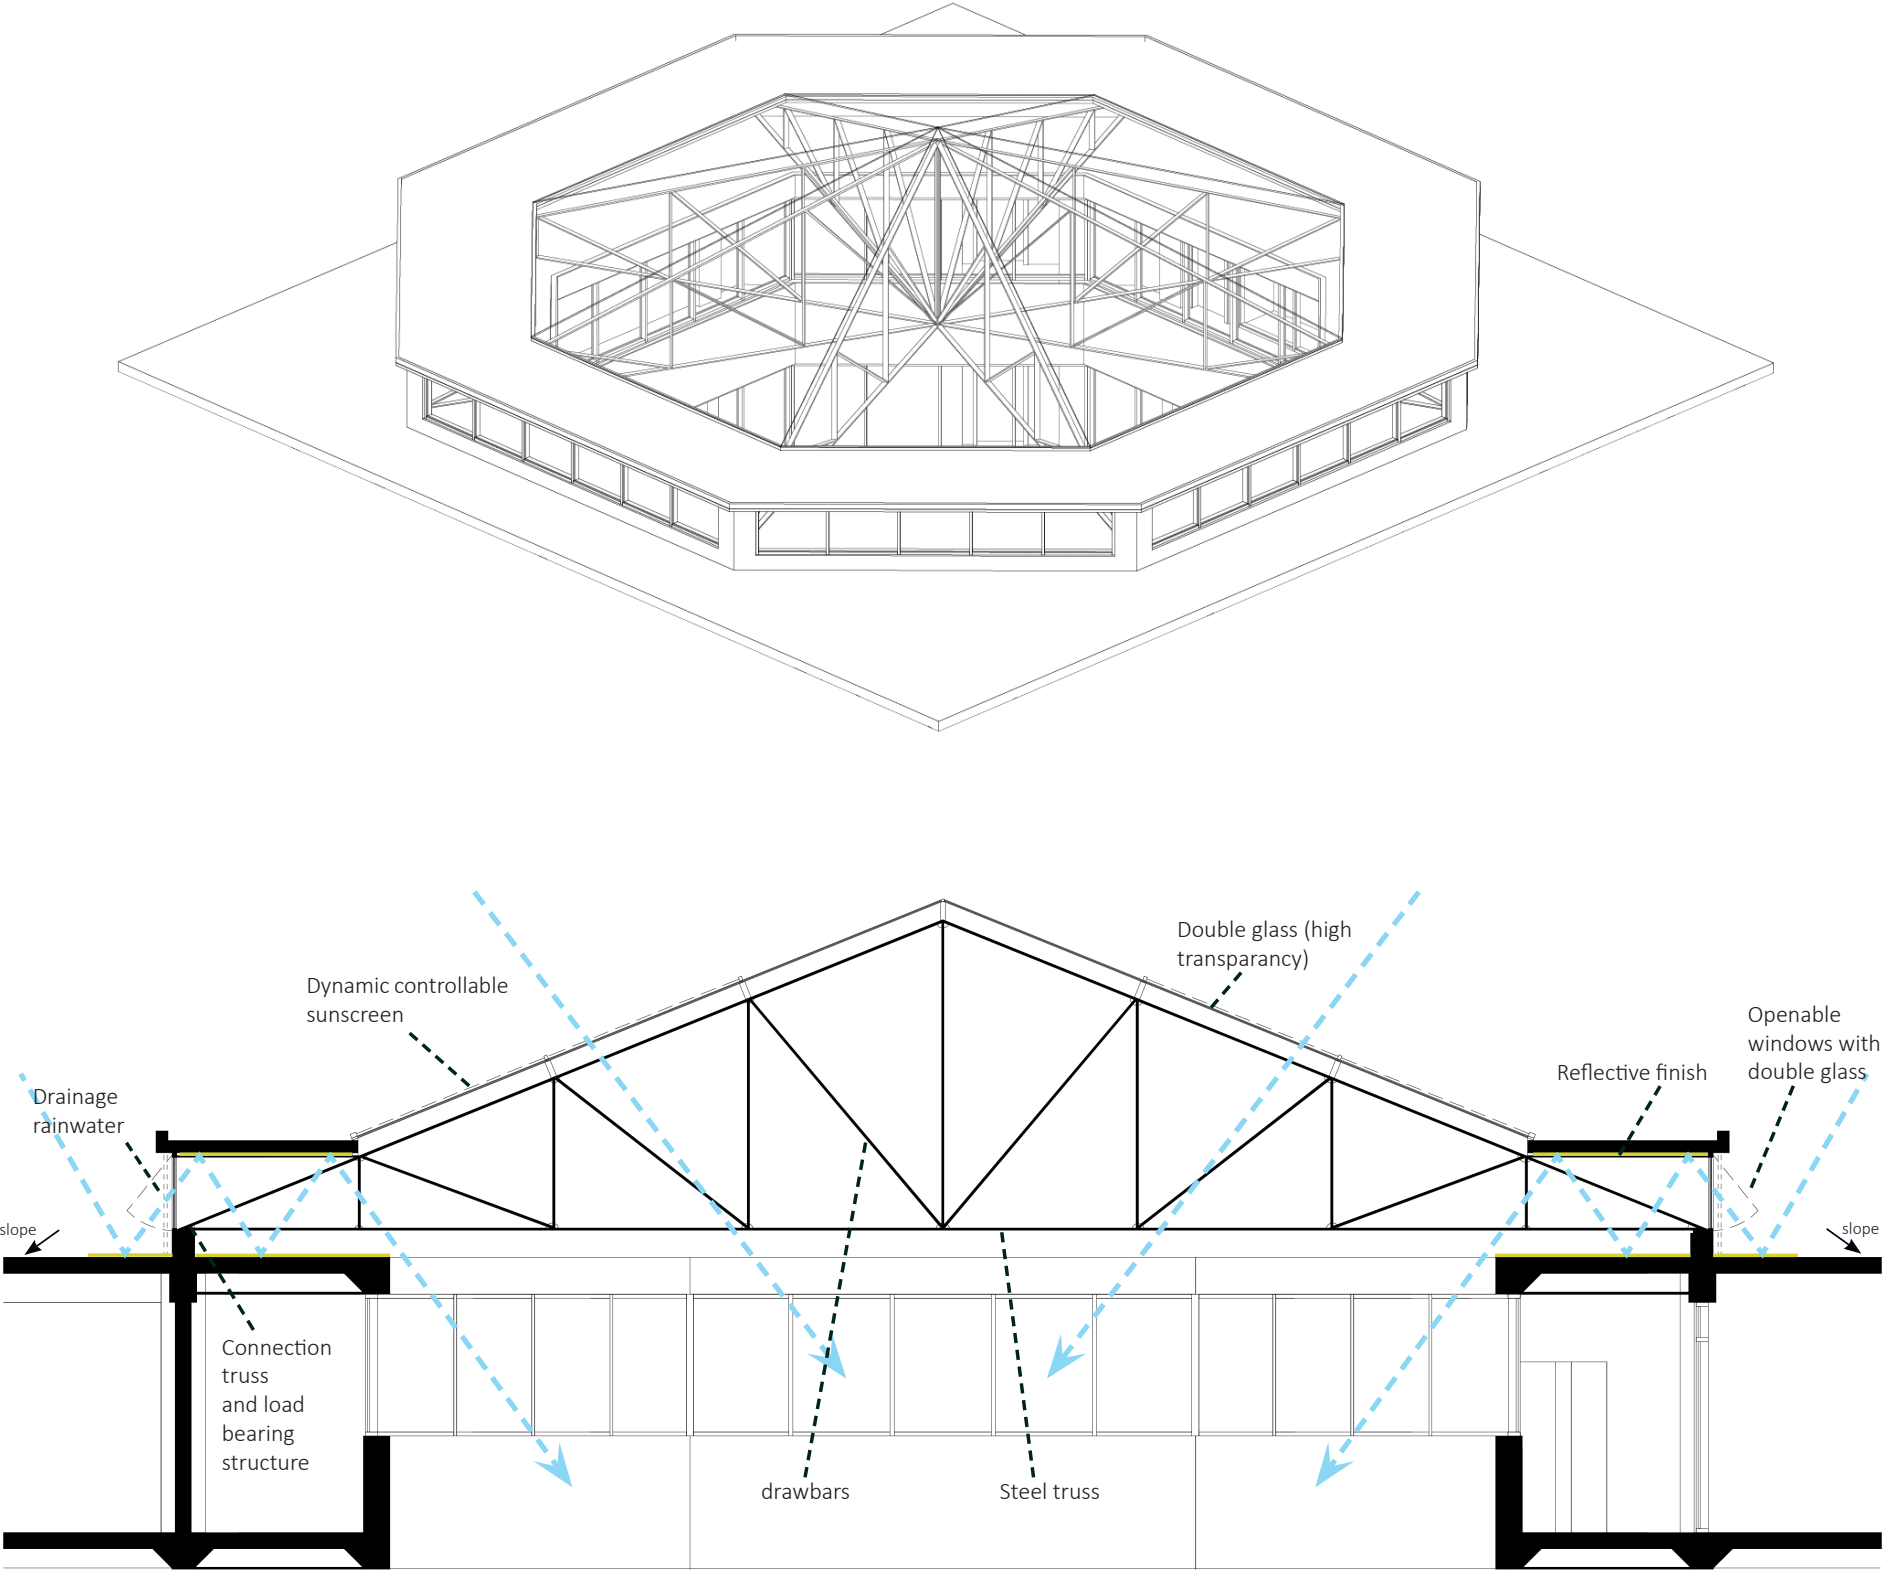 Double glass (high
transparancy)
Dynamic controllable
sunscreen
Openable
windows with
double glass
Reflective finish
Drainage
rainwater
slope
slope
Connection
truss
and load
bearing
structure
drawbars
Steel truss